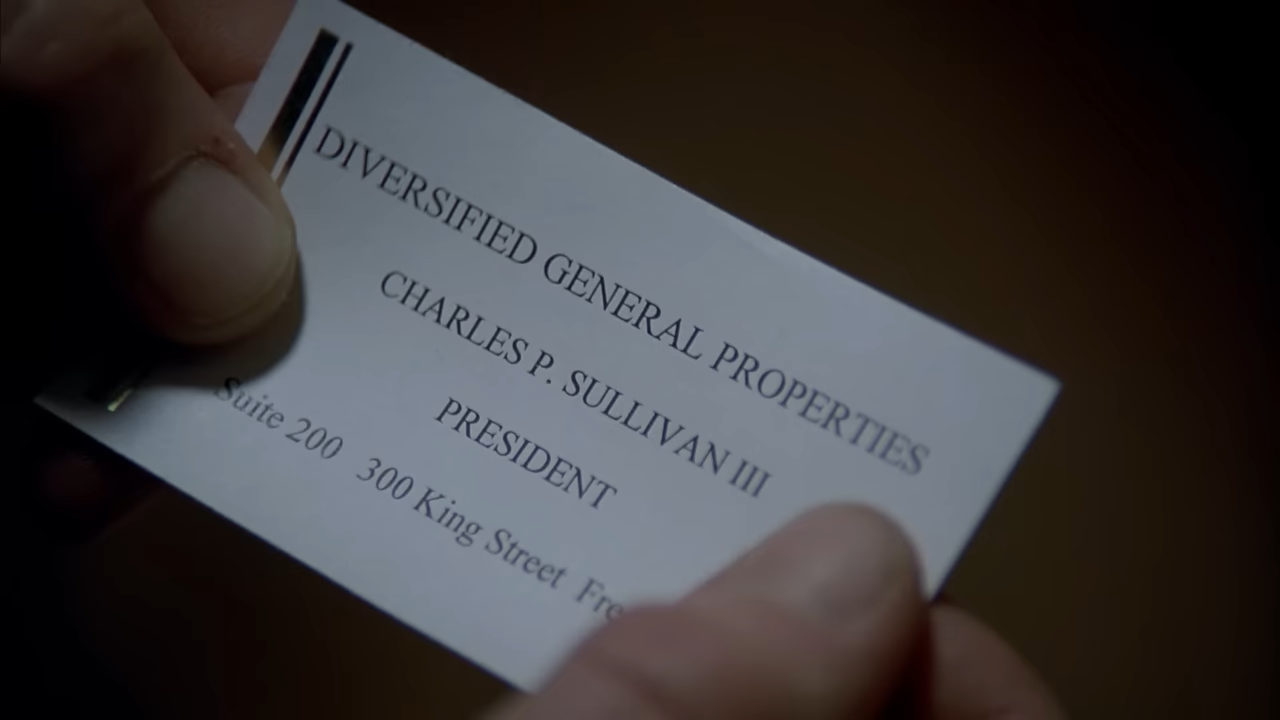 DIVERSIFIED GENERAL PROPERTIES
CHARLES P. SULLIVAN III
PRESIDENT
Suite 200 300 King Street